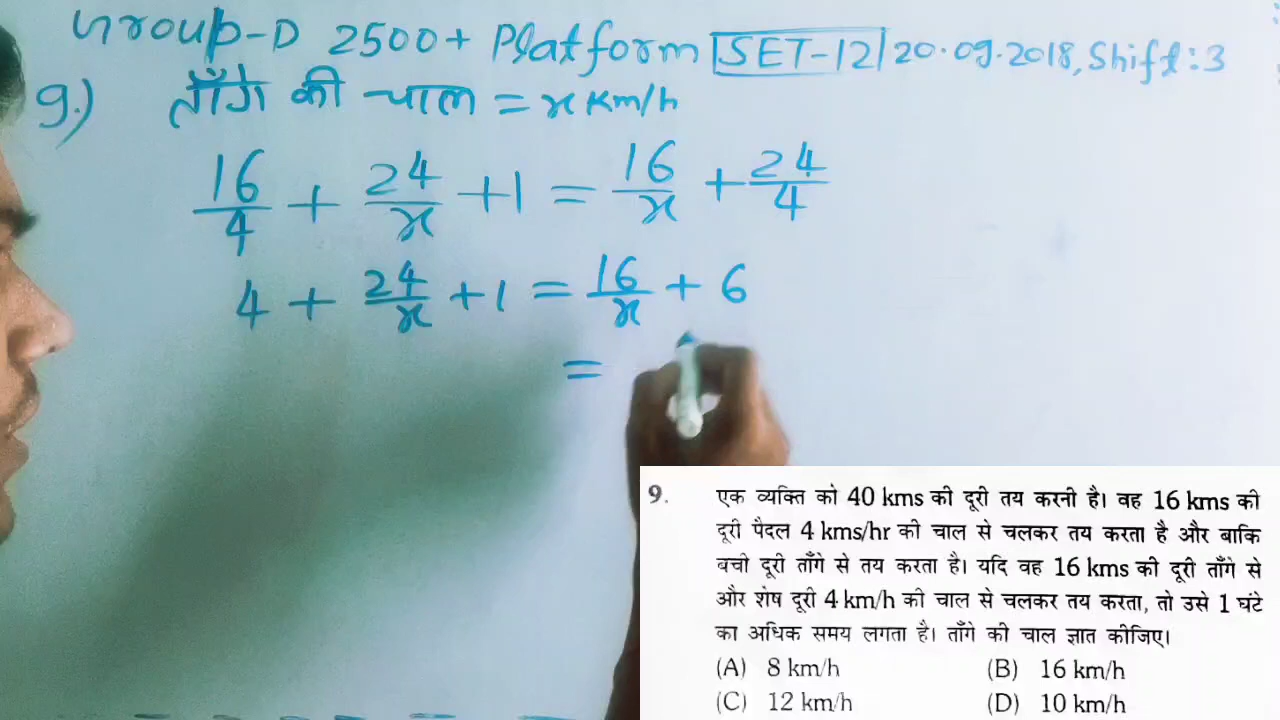 Group-D 2500+ Platform SET-12 20.09.2018, Shift:3
9.) ताँगे की चाल = x Km/h
16/4 + 24/x + 1 = 16/x + 24/4
4 + 24/x + 1 = 16/x + 6
=
9. एक व्यक्ति को 40 kms की दूरी तय करनी है। वह 16 kms की
दूरी पैदल 4 kms/hr की चाल से चलकर तय करता है और बाकि
बची दूरी ताँगे से तय करता है। यदि वह 16 kms की दूरी ताँगे से
और शेष दूरी 4 km/h की चाल से चलकर तय करता, तो उसे 1 घंटे
का अधिक समय लगता है। ताँगे की चाल ज्ञात कीजिए।
(A) 8 km/h (B) 16 km/h
(C) 12 km/h (D) 10 km/h